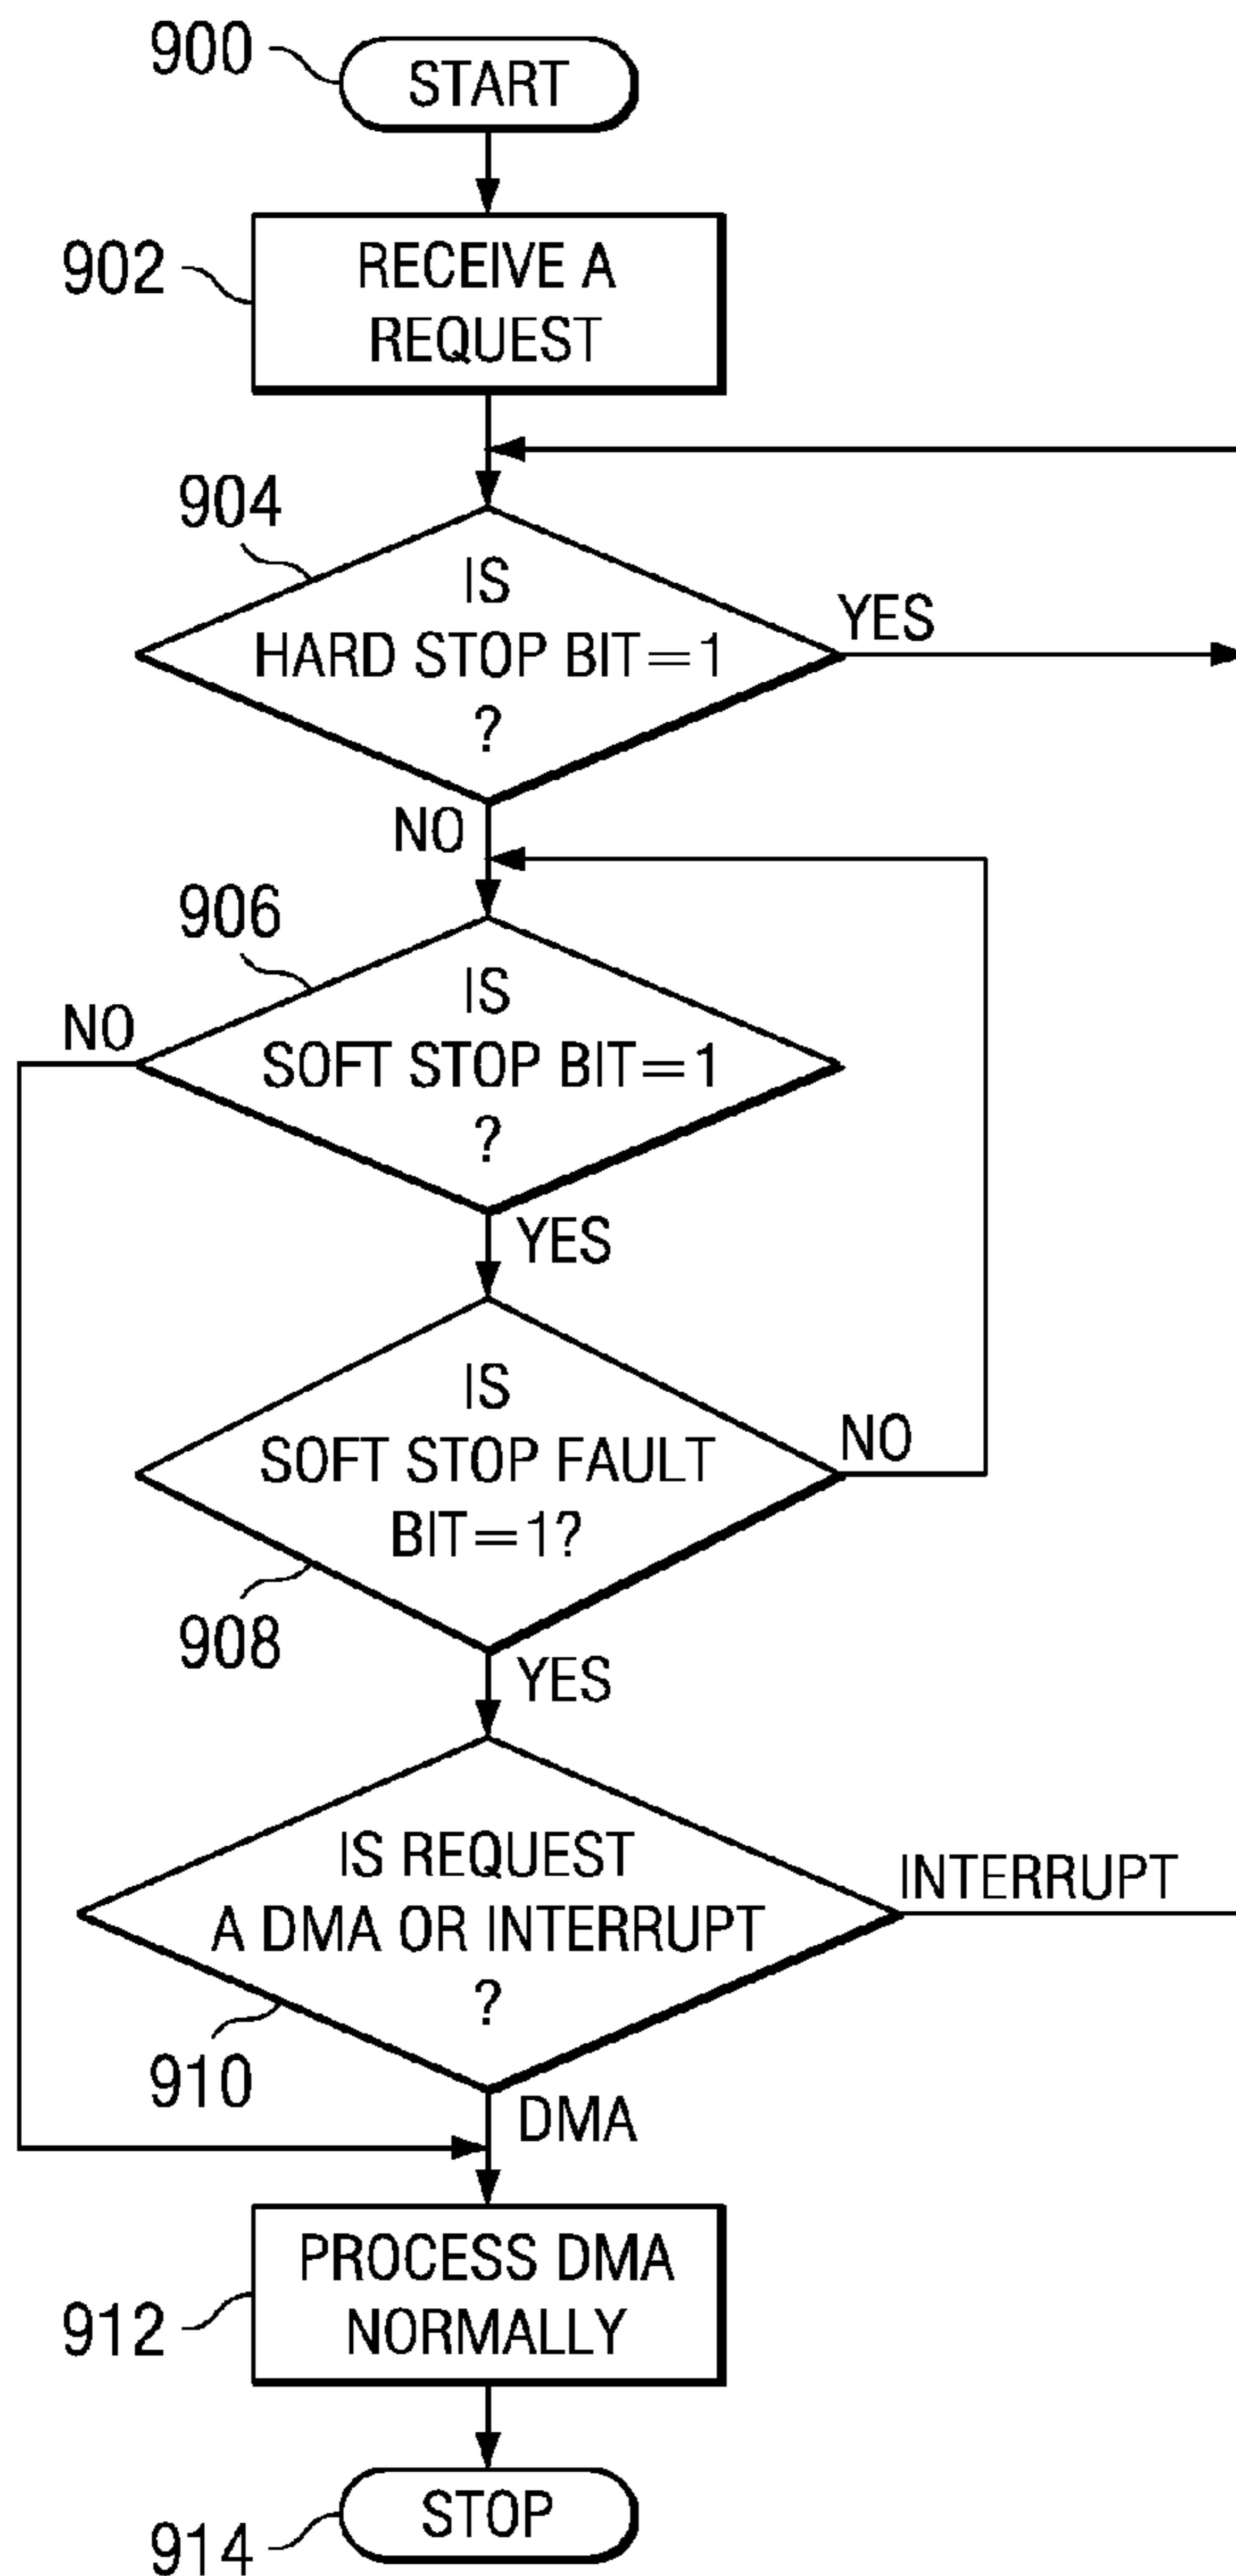 900
START
902
RECEIVE A
REQUEST
904
IS
HARD STOP BIT=1
?
YES
NO
906
IS
SOFT STOP BIT=1
?
NO
YES
IS
SOFT STOP FAULT
BIT=1?
NO
908
YES
IS REQUEST
A DMA OR INTERRUPT
?
INTERRUPT
910
DMA
PROCESS DMA
NORMALLY
912
STOP
914